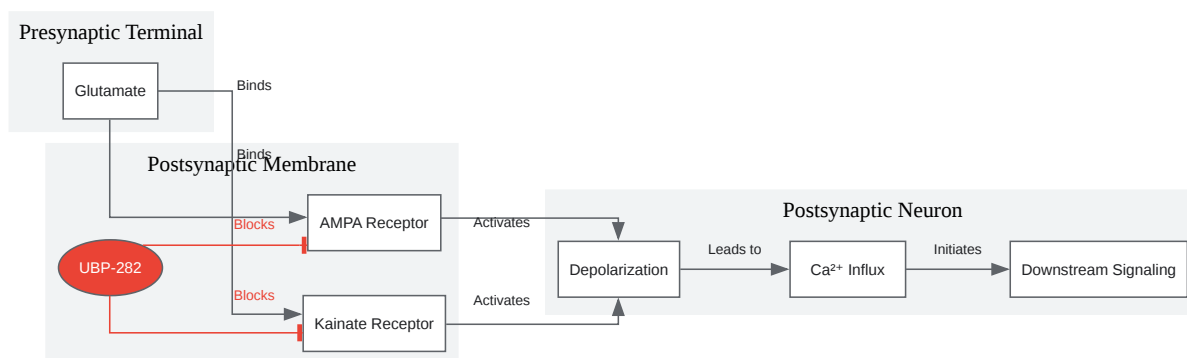 Presynaptic Terminal
Glutamate
Binds
Binds
Postsynaptic Membrane
AMPA Receptor
Blocks
UBP-282
Blocks
Kainate Receptor
Activates
Activates
Postsynaptic Neuron
Depolarization
Leads to
Ca²⁺ Influx
Initiates
Downstream Signaling